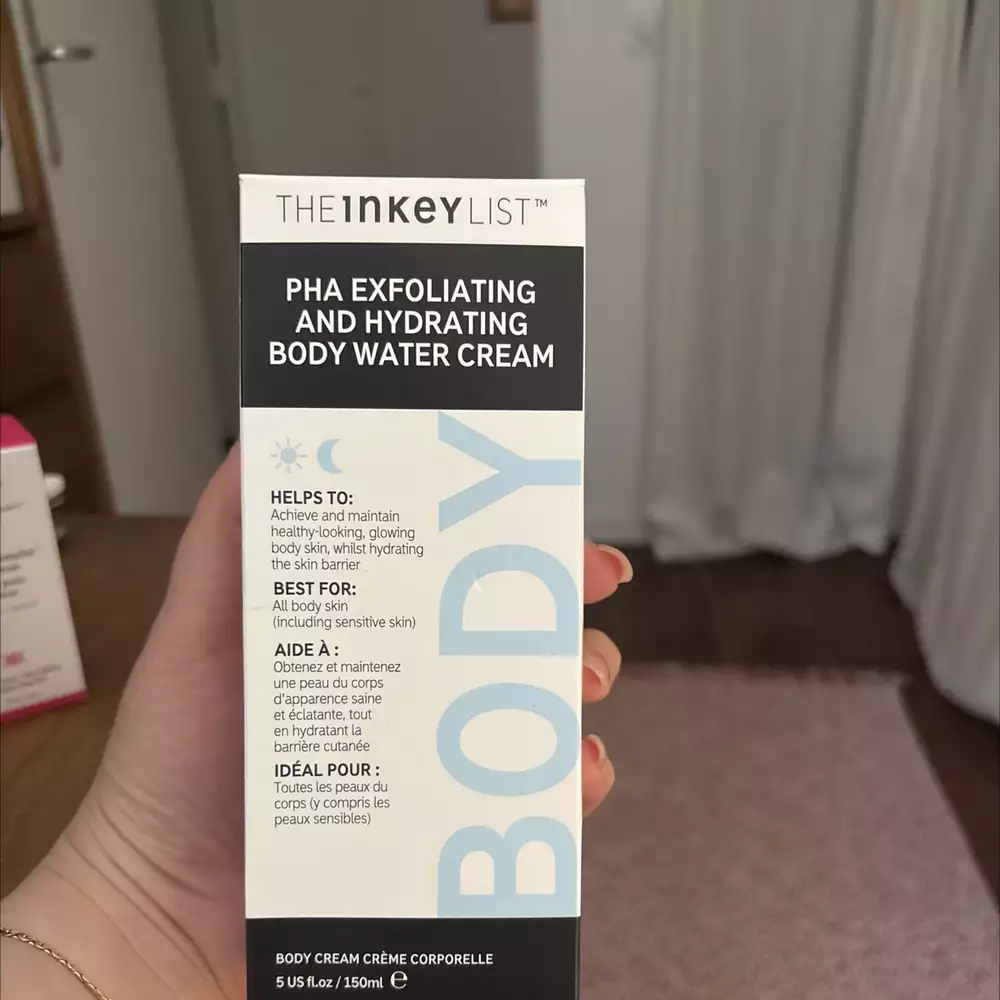 THE INKEY LIST™
PHA EXFOLIATING
AND HYDRATING
BODY WATER CREAM
HELPS TO:
Achieve and maintain
healthy-looking, glowing
body skin, whilst hydrating
the skin barrier
BEST FOR:
All body skin
(including sensitive skin)
AIDE À :
Obtenez et maintenez
une peau du corps
d'apparence saine
et éclatante, tout
en hydratant la
barrière cutanée
IDÉAL POUR :
Toutes les peaux du
corps (y compris les
peaux sensibles)
BODY
BODY CREAM CRÈME CORPORELLE
5 US fl.oz / 150ml ℮